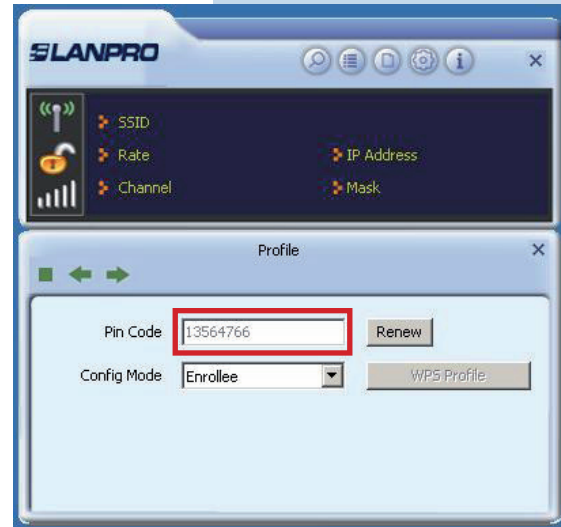 LANPRO
SSID
Rate IP Address
Channel Mask
Profile
Pin Code 13564766 Renew
Config Mode Enrollee WPS Profile